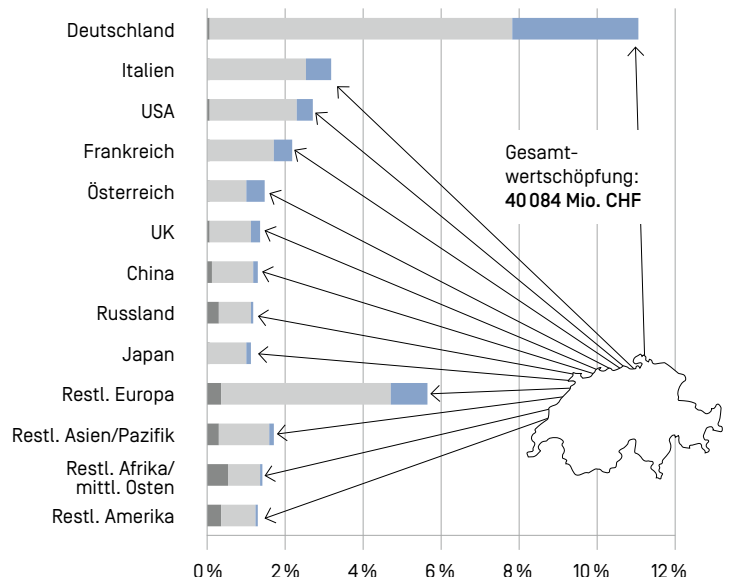 Deutschland
Italien
USA
Frankreich
Österreich
UK
China
Russland
Japan
Restl. Europa
Restl. Asien/Pazifik
Restl. Afrika/
mittl. Osten
Restl. Amerika
Gesamt-
wertschöpfung:
40 084 Mio. CHF
0 % 2 % 4 % 6 % 8 % 10 % 12 %